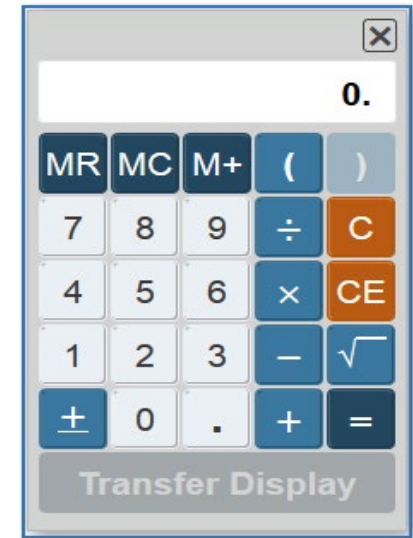 0.
MR MC M+ ( )
7 8 9 ÷ C
4 5 6 × CE
1 2 3 − √
± 0 . + =
Transfer Display